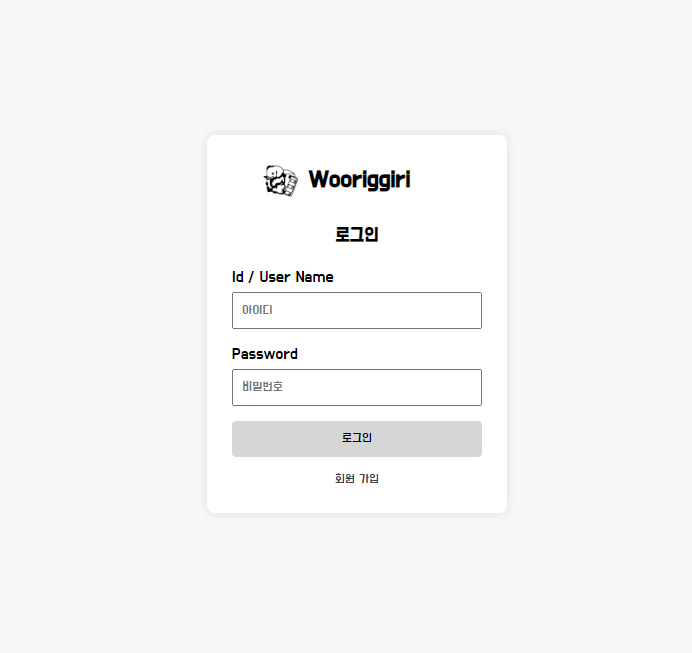 Wooriggiri
로그인
Id / User Name
아이디
Password
비밀번호
로그인
회원 가입